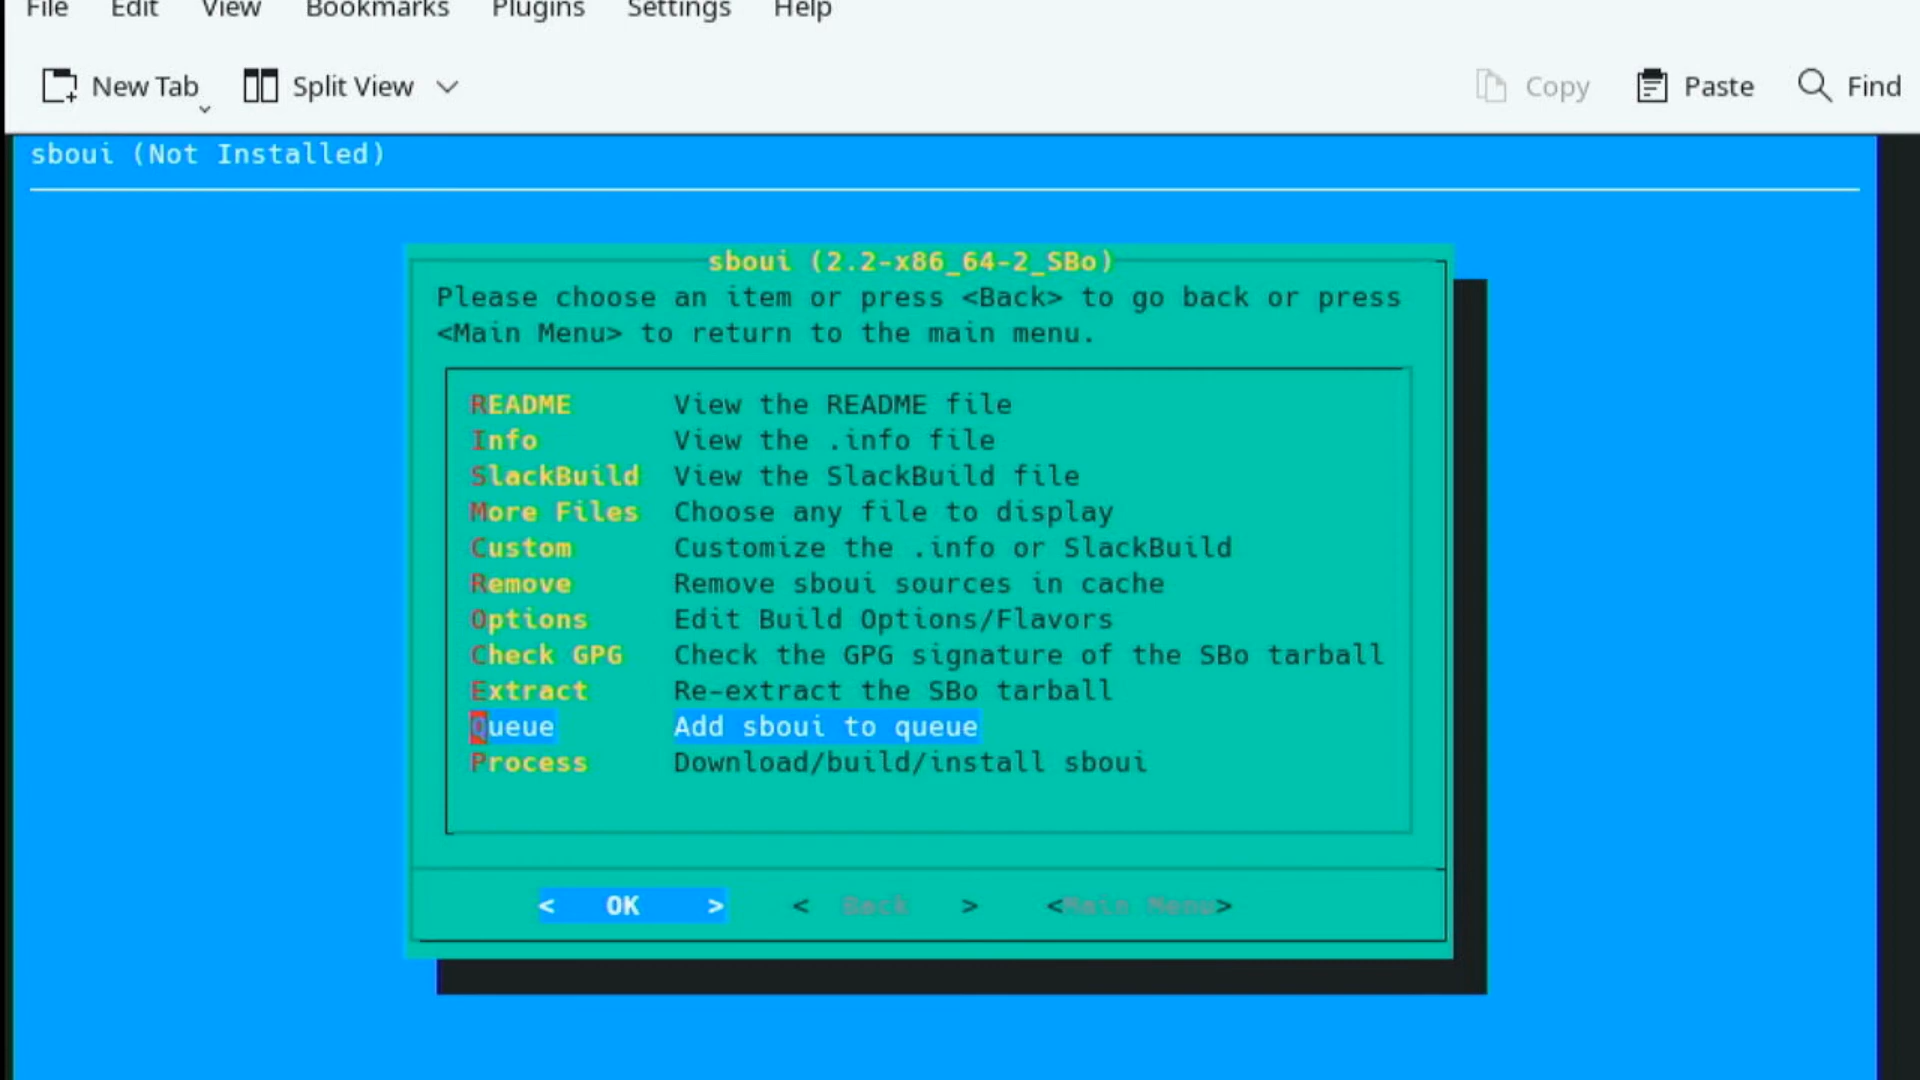 File Edit View Bookmarks Plugins Settings Help
New Tab Split View Copy Paste Find
sboui (Not Installed)
sboui (2.2-x86_64-2_SBo)
Please choose an item or press <Back> to go back or press
<Main Menu> to return to the main menu.
README View the README file
Info View the .info file
SlackBuild View the SlackBuild file
More Files Choose any file to display
Custom Customize the .info or SlackBuild
Remove Remove sboui sources in cache
Options Edit Build Options/Flavors
Check GPG Check the GPG signature of the SBo tarball
Extract Re-extract the SBo tarball
Queue Add sboui to queue
Process Download/build/install sboui
< OK > < Back > <Main Menu>